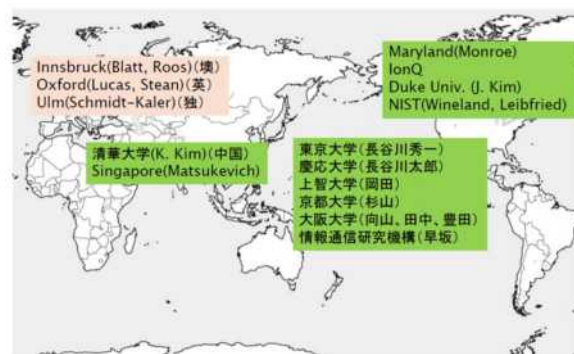 Innsbruck(Blatt, Roos)(墺)
Oxford(Lucas, Stean)(英)
Ulm(Schmidt-Kaler)(独)
Maryland(Monroe)
IonQ
Duke Univ. (J. Kim)
NIST(Wineland, Leibfried)
清華大学(K. Kim)(中国)
Singapore(Matsukevich)
東京大学(長谷川秀一)
慶応大学(長谷川太郎)
上智大学(岡田)
京都大学(杉山)
大阪大学(向山、田中、豊田)
情報通信研究機構(早坂)